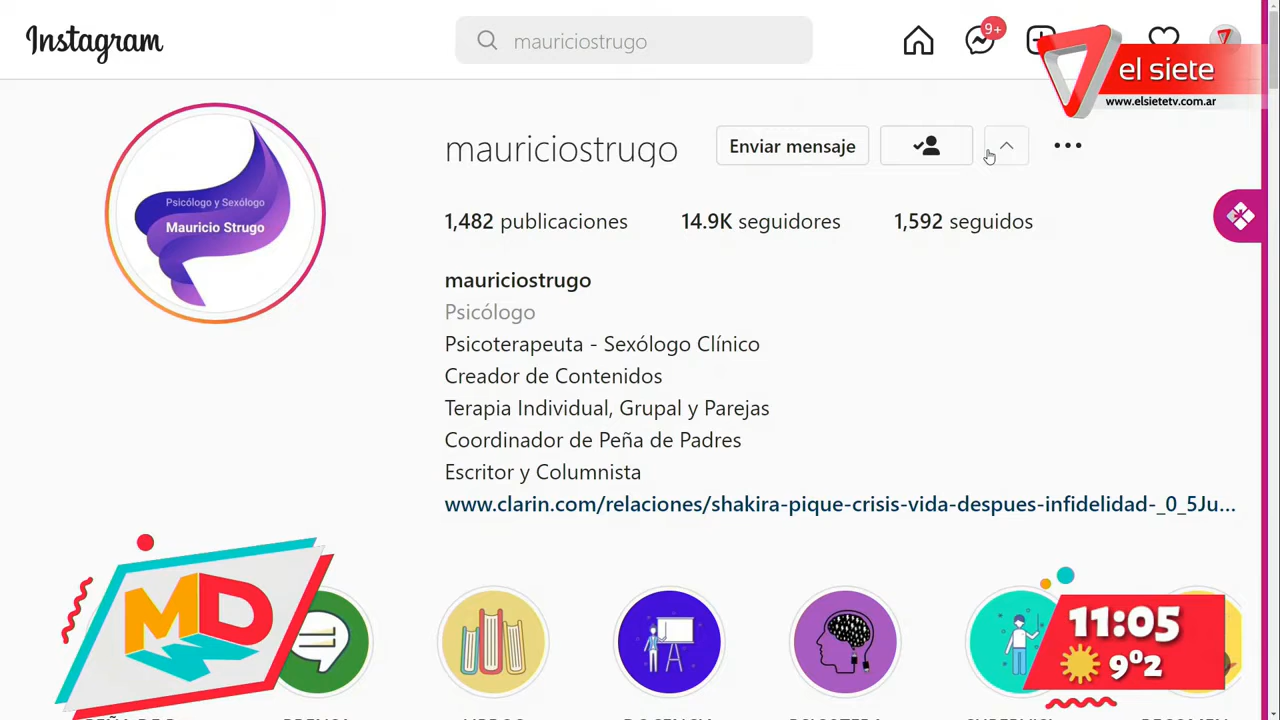 Instagram
mauriciostrugo
9+
el siete
www.elsietetv.com.ar
mauriciostrugo
Enviar mensaje
1,482 publicaciones
14.9K seguidores
1,592 seguidos
Psicólogo y Sexólogo
Mauricio Strugo
mauriciostrugo
Psicólogo
Psicoterapeuta - Sexólogo Clínico
Creador de Contenidos
Terapia Individual, Grupal y Parejas
Coordinador de Peña de Padres
Escritor y Columnista
www.clarin.com/relaciones/shakira-pique-crisis-vida-despues-infidelidad-_0_5Ju...
MD
11:05
9º2